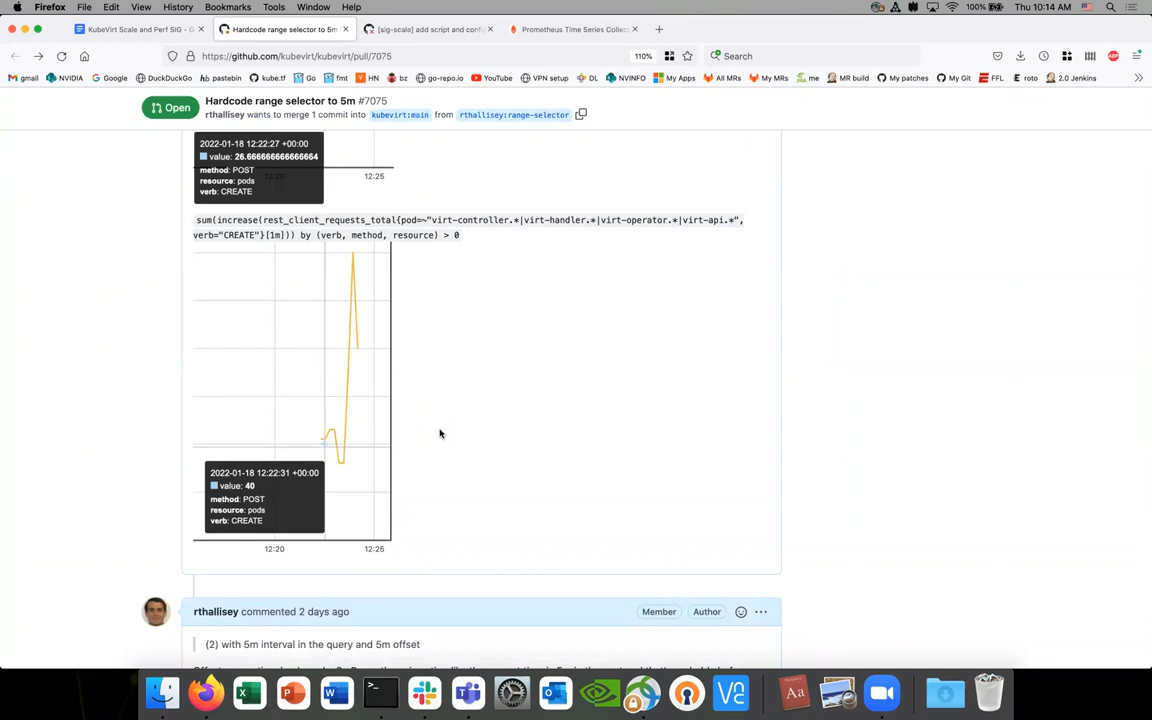 Firefox File Edit View History Bookmarks Tools Window Help 100% Thu 10:14 AM
KubeVirt Scale and Perf SIG - G
Hardcode range selector to 5m
[sig-scale] add script and conf
Prometheus Time Series Collect
https://github.com/kubevirt/kubevirt/pull/7075 110% Search
gmail NVIDIA Google DuckDuckGo pastebin kube.tf Go fmt HN bz go-repo.io YouTube VPN setup DL NVINFO My Apps All MRs My MRs me MR build My patches My Git FFL roto 2.0 Jenkins
Open Hardcode range selector to 5m #7075
rthallisey wants to merge 1 commit into kubevirt:main from rthallisey:range-selector
2022-01-18 12:22:27 +00:00
value: 26.666666666666664
method: POST
resource: pods
verb: CREATE
12:20 12:25
sum(increase(rest_client_requests_total{pod=~"virt-controller.*|virt-handler.*|virt-operator.*|virt-api.*",
verb="CREATE"}[1m])) by (verb, method, resource) > 0
2022-01-18 12:22:31 +00:00
value: 40
method: POST
resource: pods
verb: CREATE
12:20 12:25
rthallisey commented 2 days ago Member Author
(2) with 5m interval in the query and 5m offset